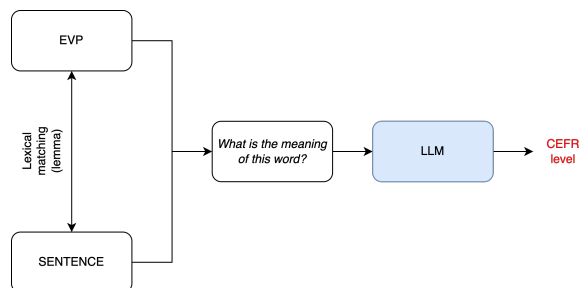 EVP
Lexical
matching
(lemma)
What is the meaning
of this word?
LLM
CEFR
level
SENTENCE